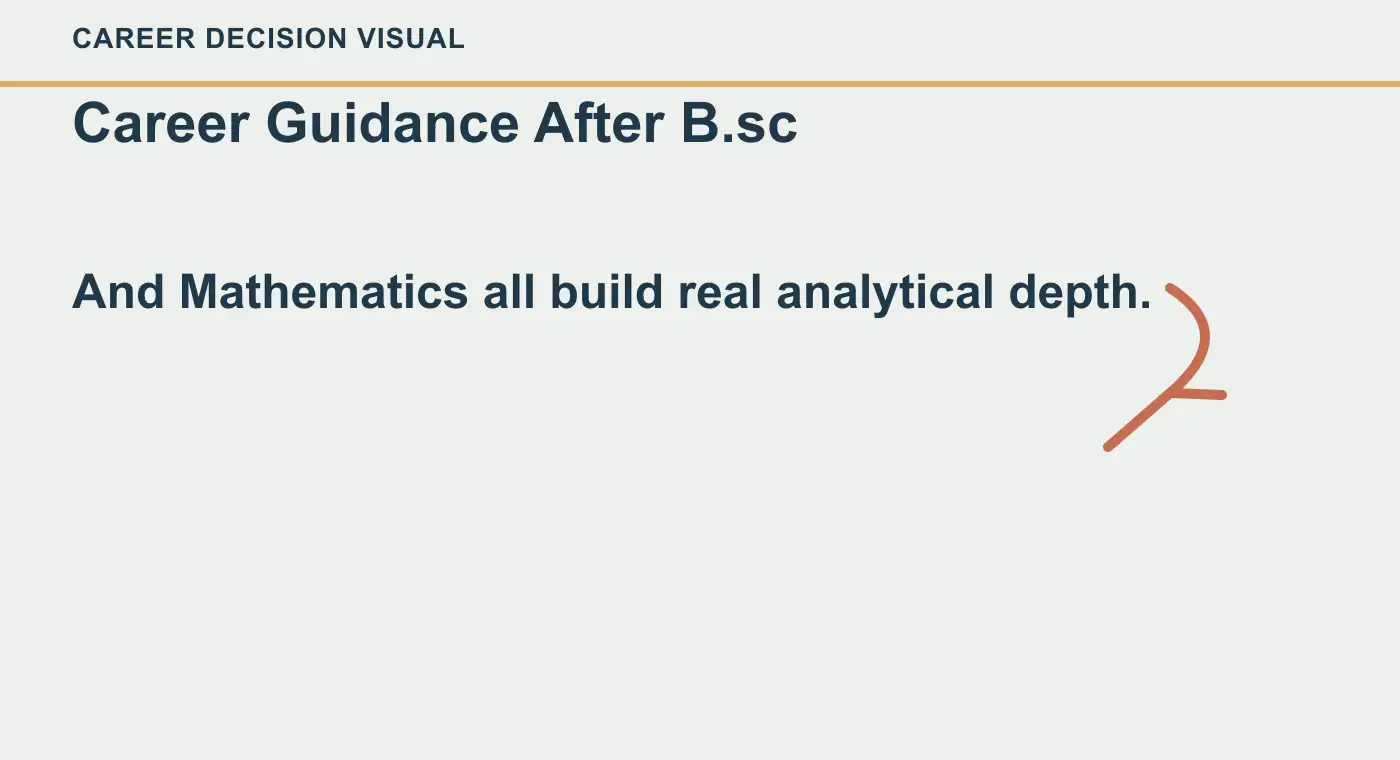 CAREER DECISION VISUAL
Career Guidance After B.sc
And Mathematics all build real analytical depth.